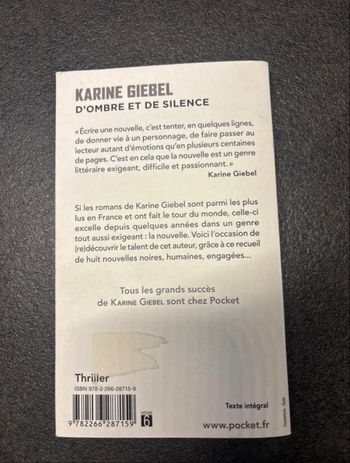 KARINE GIEBEL
D'OMBRE ET DE SILENCE
« Écrire une nouvelle, c'est tenter, en quelques lignes,
de donner vie à un personnage, de faire passer au
lecteur autant d'émotions qu'en plusieurs centaines
de pages. C'est en cela que la nouvelle est un genre
littéraire exigeant, difficile et passionnant. »
Karine Giebel
Si les romans de Karine Giebel sont parmi les plus
lus en France et ont fait le tour du monde, celle-ci
excelle depuis quelques années dans un genre
tout aussi exigeant : la nouvelle. Voici l'occasion de
(re)découvrir le talent de cet auteur, grâce à ce recueil
de huit nouvelles noires, humaines, engagées...
Tous les grands succès
de KARINE GIEBEL sont chez Pocket
Thriller
ISBN 978-2-266-28715-9
9 782266 287159
6
Texte intégral
www.pocket.fr